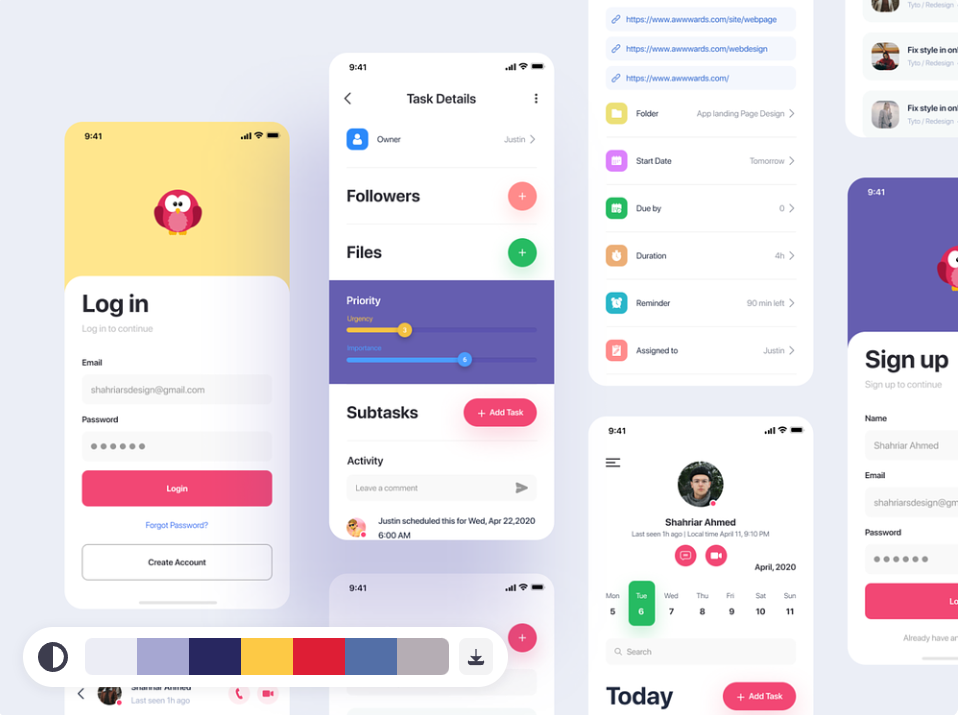 9:41
Log in
Log in to continue
Email
shahriarsdesign@gmail.com
Password
Login
Forgot Password?
Create Account
Shahriar Ahmed
Last seen 1h ago
9:41
Task Details
Owner
Justin
Followers
+
Files
+
Priority
Urgency
3
Importance
6
Subtasks
+ Add Task
Activity
Leave a comment
Justin scheduled this for Wed, Apr 22,2020
6:00 AM
9:41
+
https://www.awwwards.com/site/webpage
https://www.awwwards.com/webdesign
https://www.awwwards.com/
Folder
App landing Page Design
Start Date
Tomorrow
Due by
0
Duration
4h
Reminder
90 min left
Assigned to
Justin
9:41
Shahriar Ahmed
Last seen 1h ago | Local time April 11, 9:10 PM
April, 2020
Mon Tue Wed Thu Fri Sat Sun
5 6 7 8 9 10 11
Search
Today
+ Add Task
Tyto / Redesign
Fix style in onl
Tyto / Redesign
Fix style in onl
Tyto / Redesign
9:41
Sign up
Sign up to continue
Name
Shahriar Ahmed
Email
shahriarsdesign@gm
Password
Lo
Already have an